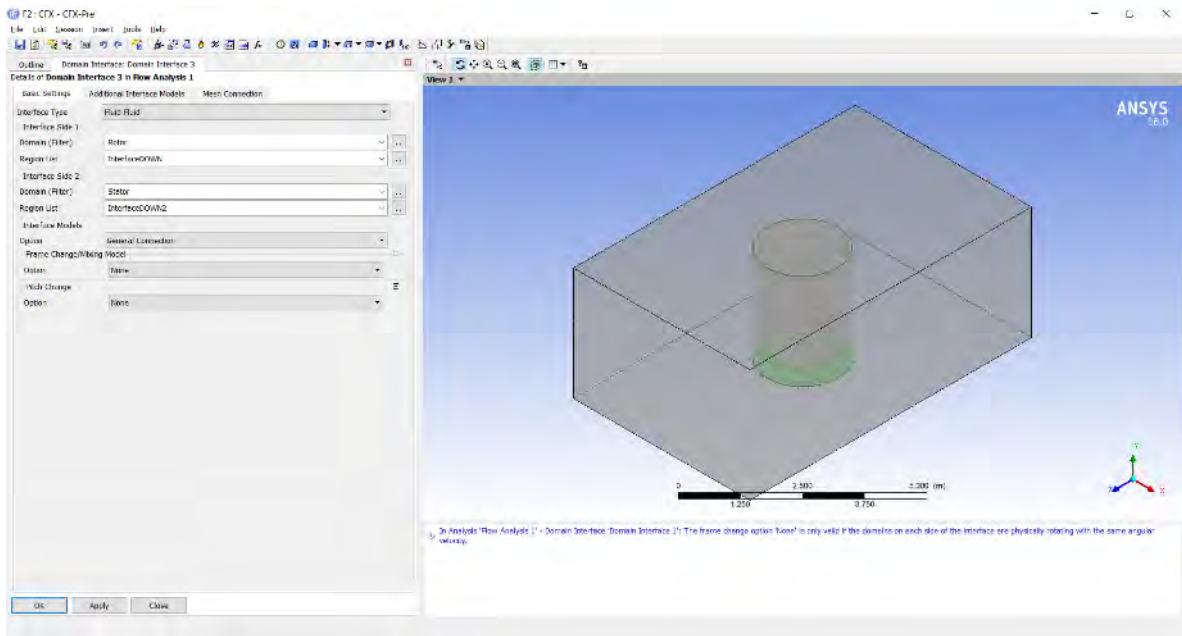 F2 : CFX - CFX-Pre
File Edit Session Insert Tools Help
Outline Domain Interface: Domain Interface 3
Details of Domain Interface 3 in Flow Analysis 1
Basic Settings Additional Interface Models Mesh Connection
Interface Type Fluid Fluid
Interface Side 1
Domain (Filter) Rotor
Region List InterfaceDOWN
Interface Side 2
Domain (Filter) Stator
Region List InterfaceDOWN2
Interface Models
Option General Connection
Frame Change/Mixing Model
Option None
Pitch Change
Option None
OK Apply Close
View 1
ANSYS
16.0
0 2.500 5.000 (m)
1.250 3.750
Y
Z X
In Analysis 'Flow Analysis 1' - Domain Interface 'Domain Interface 1': The frame change option 'None' is only valid if the domains on each side of the interface are physically rotating with the same angular
velocity.